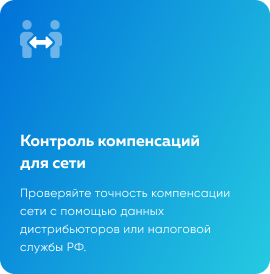 Контроль компенсаций
для сети
Проверяйте точность компенсации
сети с помощью данных
дистрибьюторов или налоговой
службы РФ.